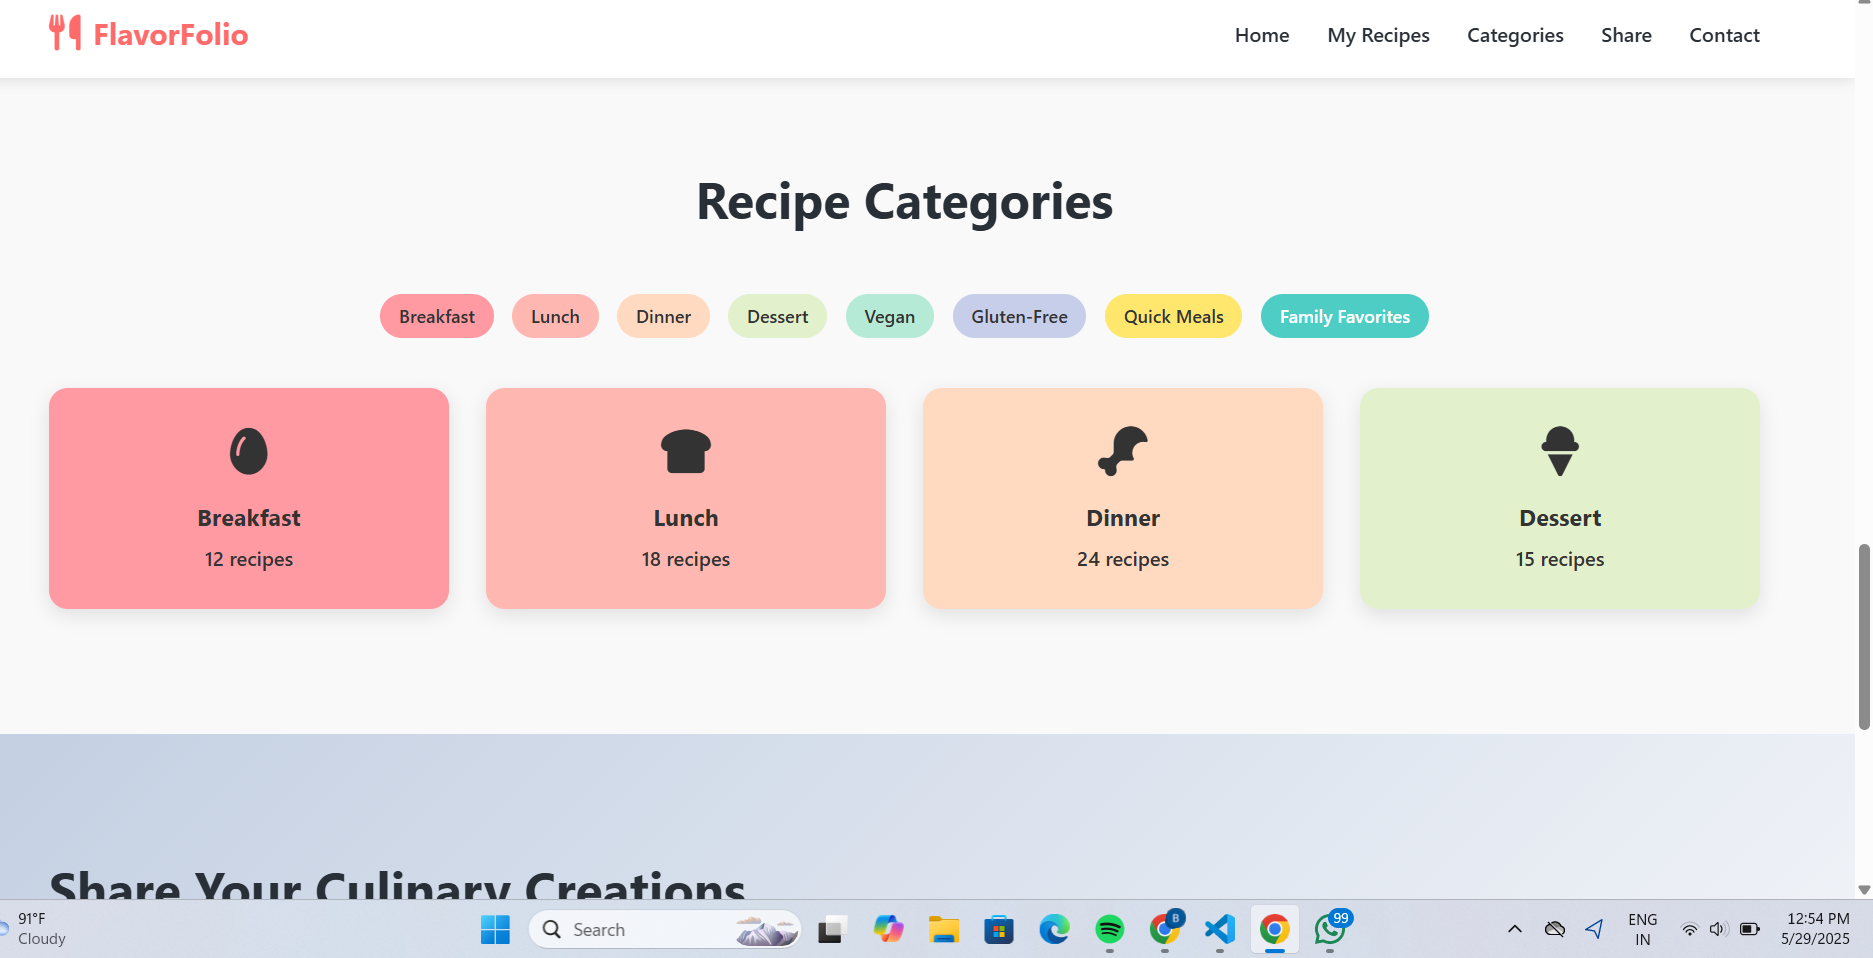 FlavorFolio
Home My Recipes Categories Share Contact
Recipe Categories
Breakfast Lunch Dinner Dessert Vegan Gluten-Free Quick Meals Family Favorites
Breakfast
12 recipes
Lunch
18 recipes
Dinner
24 recipes
Dessert
15 recipes
Share Your Culinary Creations
91°F
Cloudy
Search
B
99
ENG
IN
12:54 PM
5/29/2025